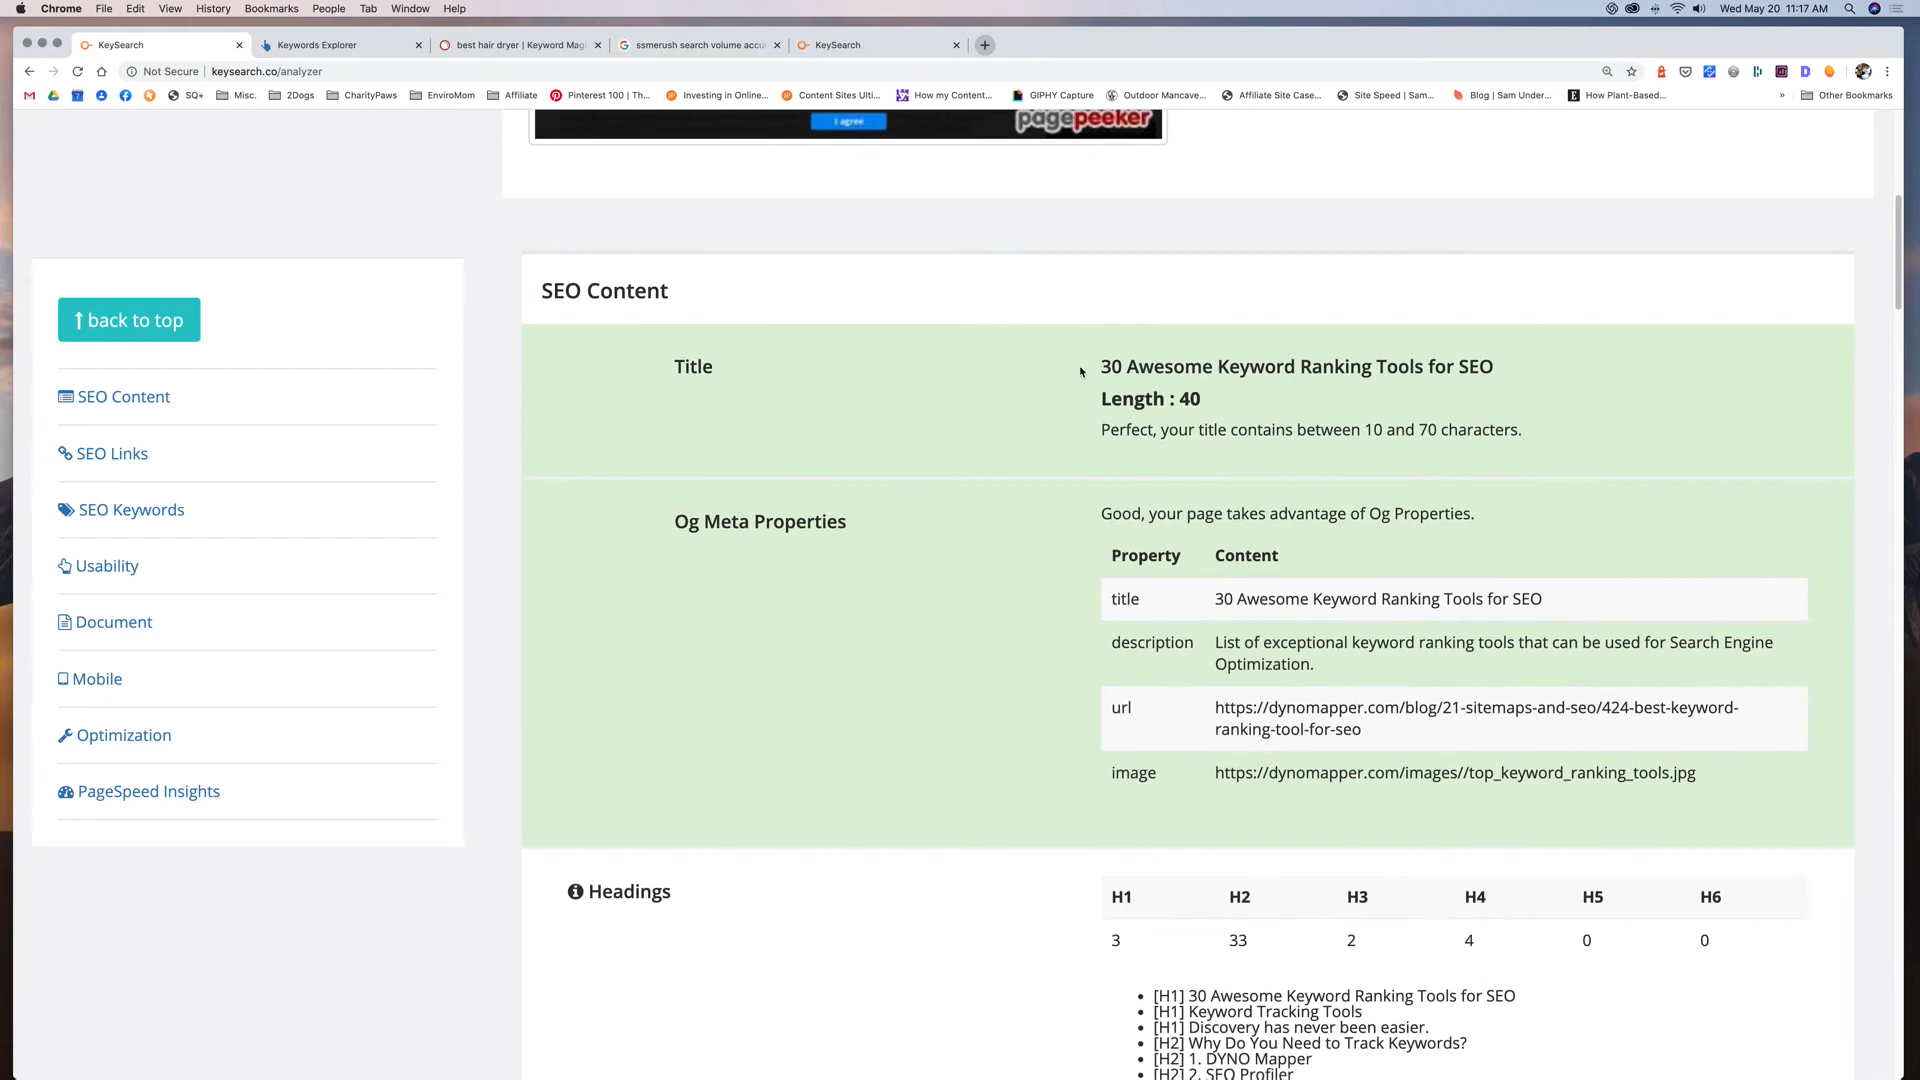 Chrome File Edit View History Bookmarks People Tab Window Help Wed May 20 11:17 AM
KeySearch Keywords Explorer best hair dryer | Keyword Mag ssmerush search volume accu KeySearch
Not Secure | keysearch.co/analyzer
SQ+ Misc. 2Dogs CharityPaws EnviroMom Affiliate Pinterest 100 | Th... Investing in Online... Content Sites Ulti... How my Content... GIPHY Capture Outdoor Mancave... Affiliate Site Case... Site Speed | Sam... Blog | Sam Under... How Plant-Based... » Other Bookmarks
I agree pagepeeker
SEO Content
back to top
SEO Content
SEO Links
SEO Keywords
Usability
Document
Mobile
Optimization
PageSpeed Insights
Title
30 Awesome Keyword Ranking Tools for SEO
Length : 40
Perfect, your title contains between 10 and 70 characters.
Og Meta Properties
Good, your page takes advantage of Og Properties.
Property Content
title 30 Awesome Keyword Ranking Tools for SEO
description List of exceptional keyword ranking tools that can be used for Search Engine
Optimization.
url https://dynomapper.com/blog/21-sitemaps-and-seo/424-best-keyword-
ranking-tool-for-seo
image https://dynomapper.com/images//top_keyword_ranking_tools.jpg
Headings
H1 H2 H3 H4 H5 H6
3 33 2 4 0 0
• [H1] 30 Awesome Keyword Ranking Tools for SEO
• [H1] Keyword Tracking Tools
• [H1] Discovery has never been easier.
• [H2] Why Do You Need to Track Keywords?
• [H2] 1. DYNO Mapper
• [H2] 2. SEO Profiler